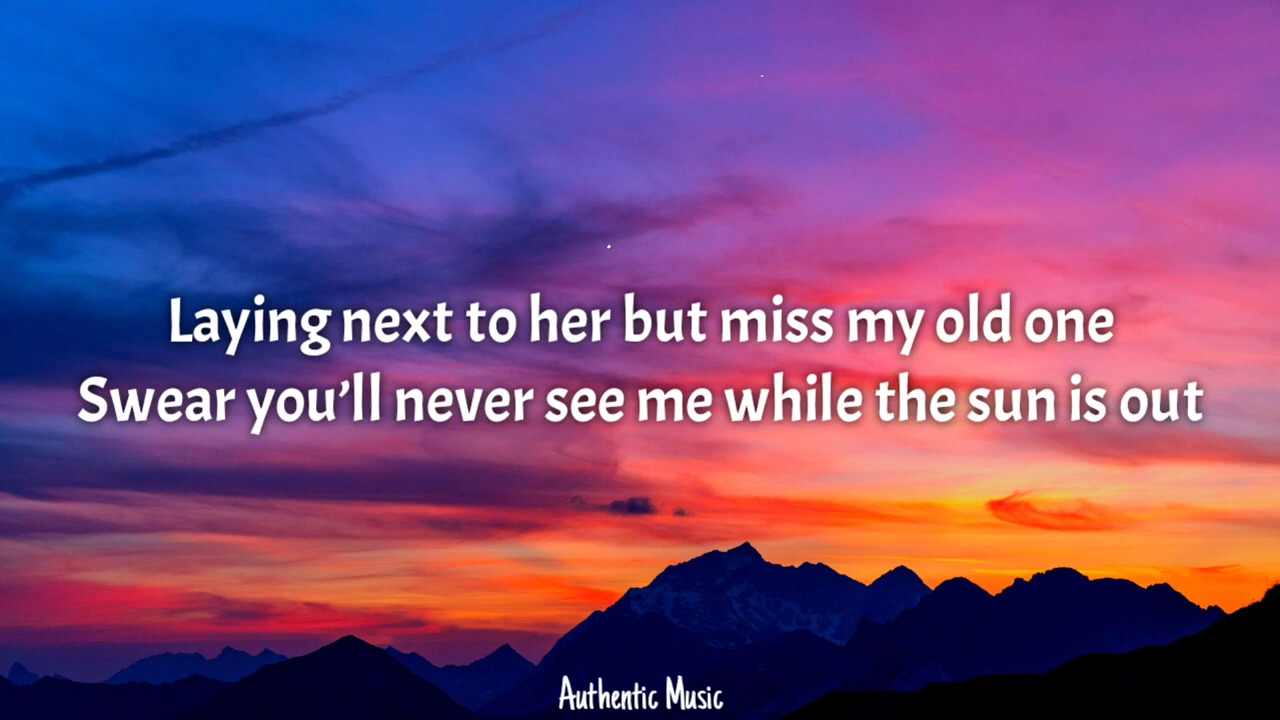 Laying next to her but miss my old one
Swear you’ll never see me while the sun is out
Authentic Music